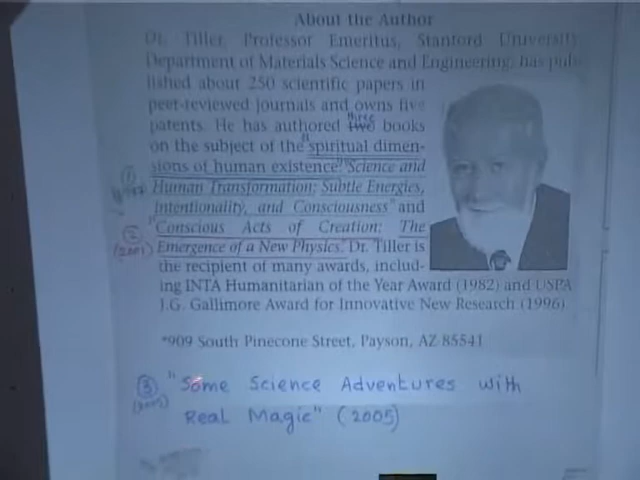 About the Author
Dr. Tiller, Professor Emeritus, Stanford University
Department of Materials Science and Engineering, has pub-
lished about 250 scientific papers in
peer-reviewed journals and owns five
patents. He has authored two three books
on the subject of the "spiritual dimen-
sions of human existence" "Science and
Human Transformation: Subtle Energies,
Intentionality, and Consciousness" and
"Conscious Acts of Creation: The
Emergence of a New Physics." Dr. Tiller is
the recipient of many awards, includ-
ing INTA Humanitarian of the Year Award (1982) and USPA
J.G. Gallimore Award for Innovative New Research (1996)
*909 South Pinecone Street, Payson, AZ 85541
① 
② (2001)
③ "Some Science Adventures with
(2005)
Real Magic" (2005)